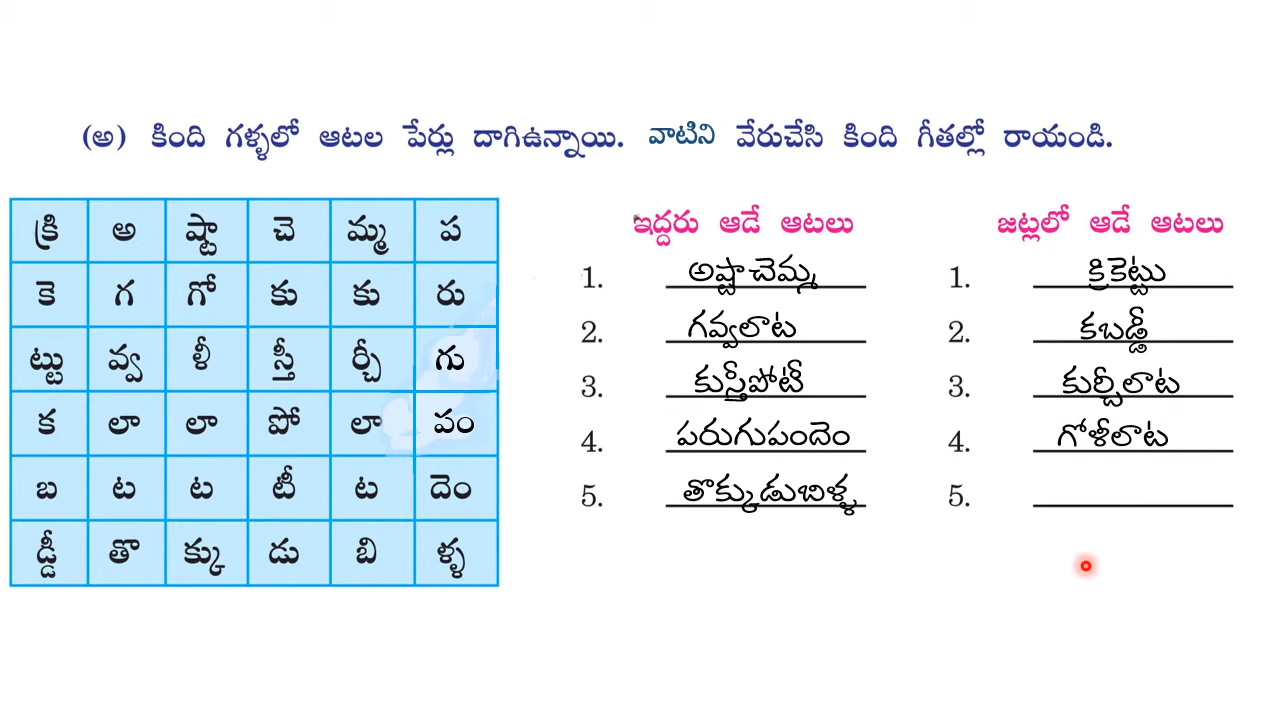 (అ) కింది గళ్ళలో ఆటల పేర్లు దాగిఉన్నాయి. వాటిని వేరుచేసి కింది గీతల్లో రాయండి.
క్రి అ ష్టా చె మ్మ ప
కె గ గో కు కు రు
ట్టు వ్వ ళీ స్తీ ర్చీ గు
క లా లా పో లా పం
బ ట ట టీ ట దెం
డ్డీ తొ క్కు డు బి ళ్ళ
ఇద్దరు ఆడే ఆటలు
1. అష్టాచెమ్మ
2. గవ్వలాట
3. కుస్తీపోటీ
4. పరుగుపందెం
5. తొక్కుడుబిళ్ళ
జట్లలో ఆడే ఆటలు
1. క్రికెట్టు
2. కబడ్డీ
3. కుర్చీలాట
4. గోళీలాట
5.